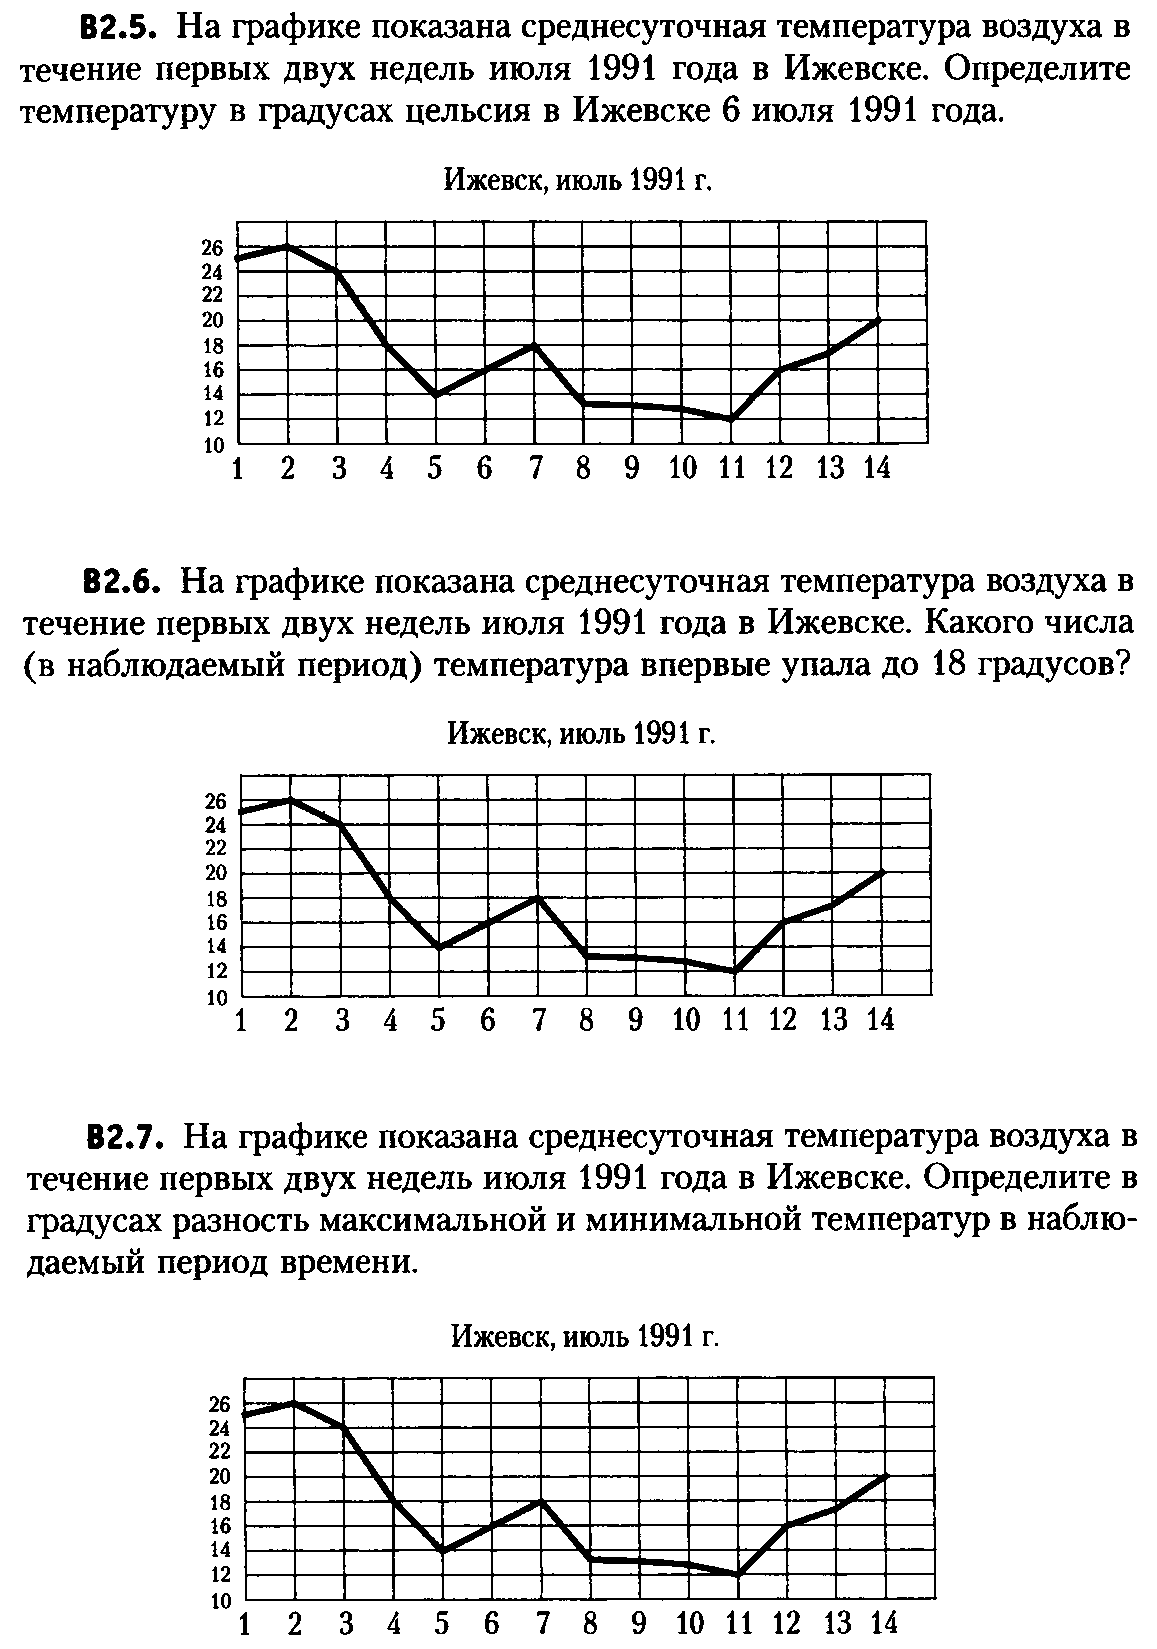 В2.5. На графике показана среднесуточная температура воздуха в
течение первых двух недель июля 1991 года в Ижевске. Определите
температуру в градусах цельсия в Ижевске 6 июля 1991 года.
Ижевск, июль 1991 г.
26
24
22
20
18
16
14
12
10
1 2 3 4 5 6 7 8 9 10 11 12 13 14
В2.6. На графике показана среднесуточная температура воздуха в
течение первых двух недель июля 1991 года в Ижевске. Какого числа
(в наблюдаемый период) температура впервые упала до 18 градусов?
Ижевск, июль 1991 г.
26
24
22
20
18
16
14
12
10
1 2 3 4 5 6 7 8 9 10 11 12 13 14
В2.7. На графике показана среднесуточная температура воздуха в
течение первых двух недель июля 1991 года в Ижевске. Определите в
градусах разность максимальной и минимальной температур в наблю-
даемый период времени.
Ижевск, июль 1991 г.
26
24
22
20
18
16
14
12
10
1 2 3 4 5 6 7 8 9 10 11 12 13 14